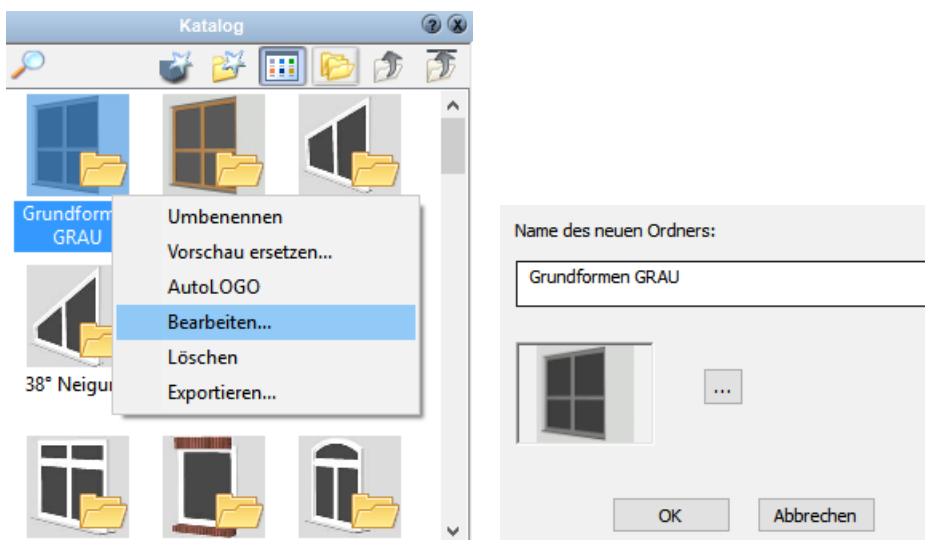 Katalog
Grundform
GRAU
Umbenennen
Vorschau ersetzen...
AutoLOGO
Bearbeiten...
Löschen
Exportieren...
38° Neigu
Name des neuen Ordners:
Grundformen GRAU
...
OK
Abbrechen